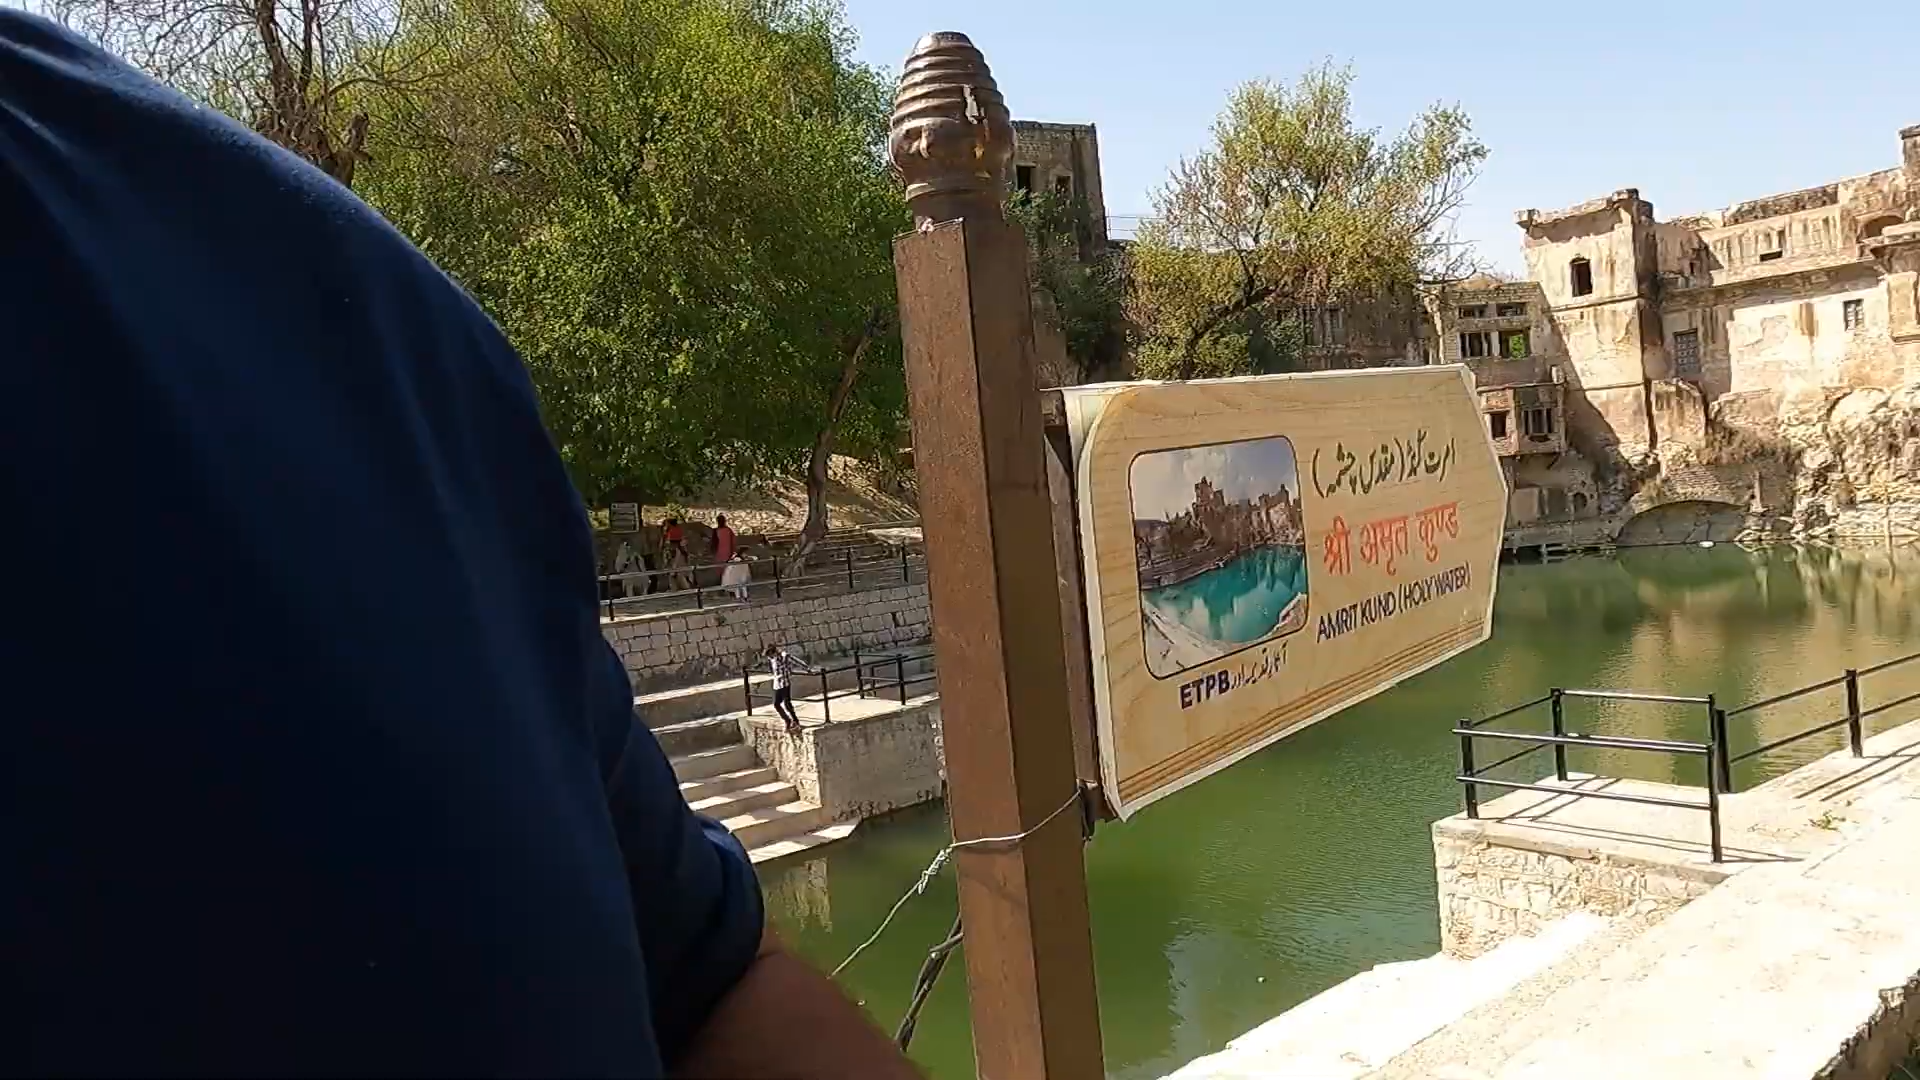 امرت کنڈ (مقدس چشمہ)
श्री अमृत कुण्ड
AMRIT KUND (HOLY WATER)
ETPB